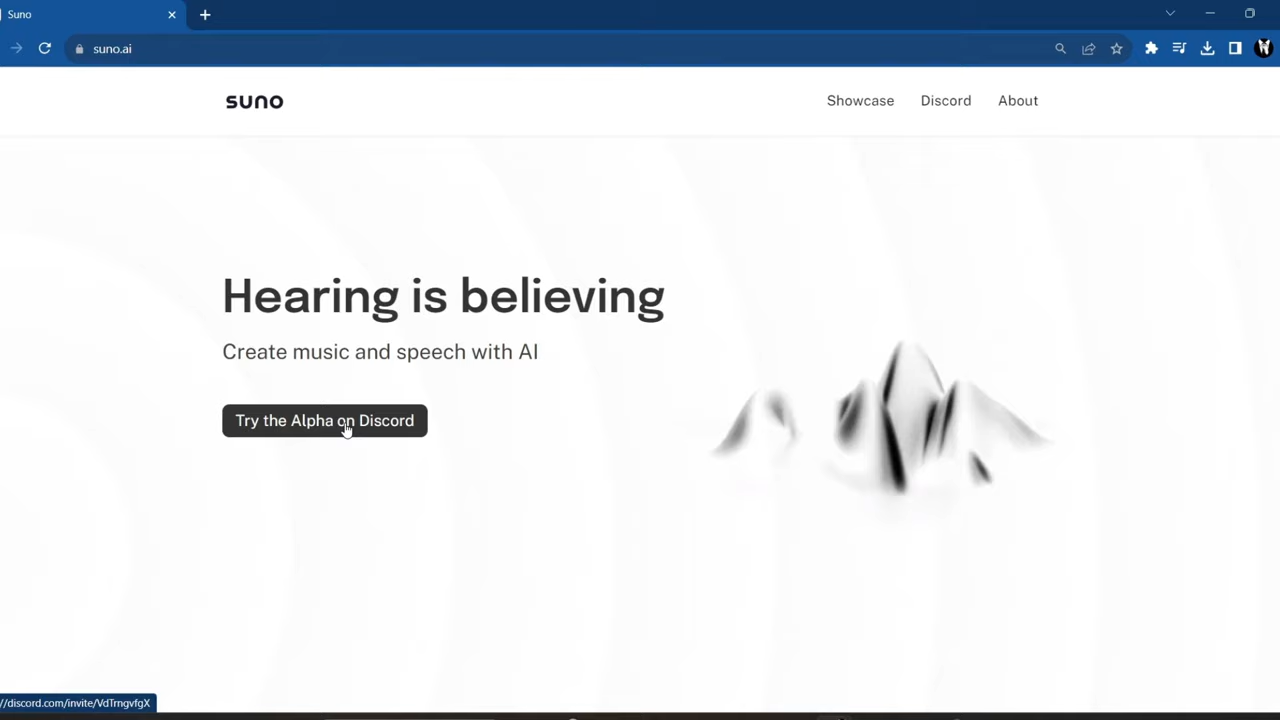 Suno
suno.ai
suno
Showcase
Discord
About
Hearing is believing
Create music and speech with AI
Try the Alpha on Discord
//discord.com/invite/VdTrngvfgX